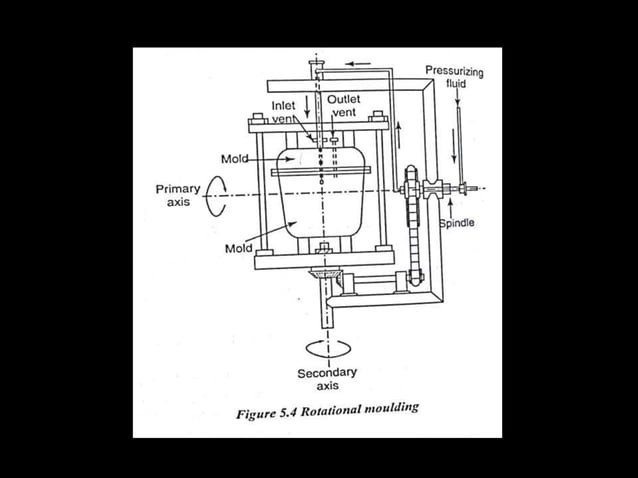 Pressurizing
fluid
Inlet
vent
Outlet
vent
Mold
Primary
axis
Spindle
Mold
Secondary
axis
Figure 5.4 Rotational moulding